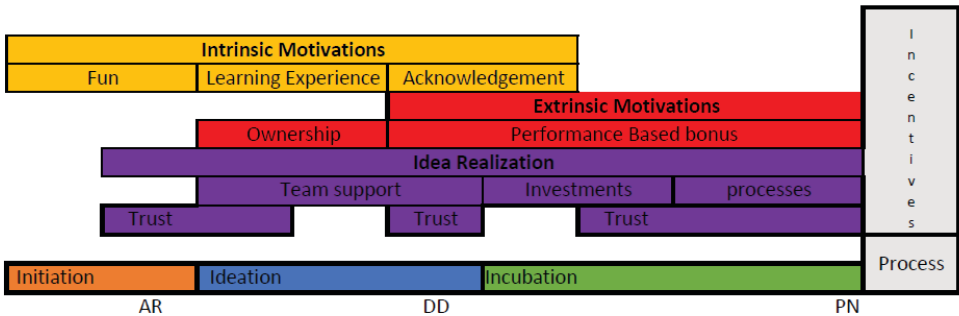 Intrinsic Motivations
Fun
Learning Experience
Acknowledgement
Extrinsic Motivations
Ownership
Performance Based bonus
Idea Realization
Team support
Investments
processes
Trust
Trust
Trust
Incentives
Process
Initiation
Ideation
Incubation
AR
DD
PN